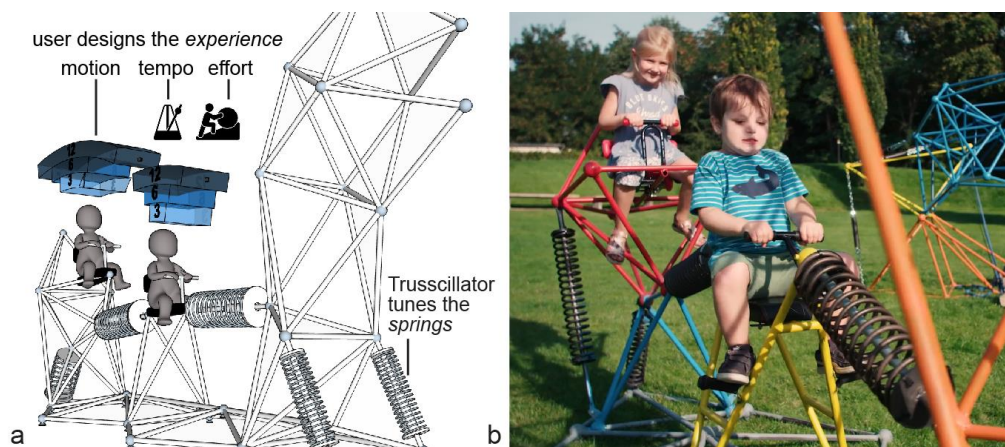 user designs the experience
motion tempo effort
12
6
3
12
6
3
Trusscillator
tunes the
springs
a
b